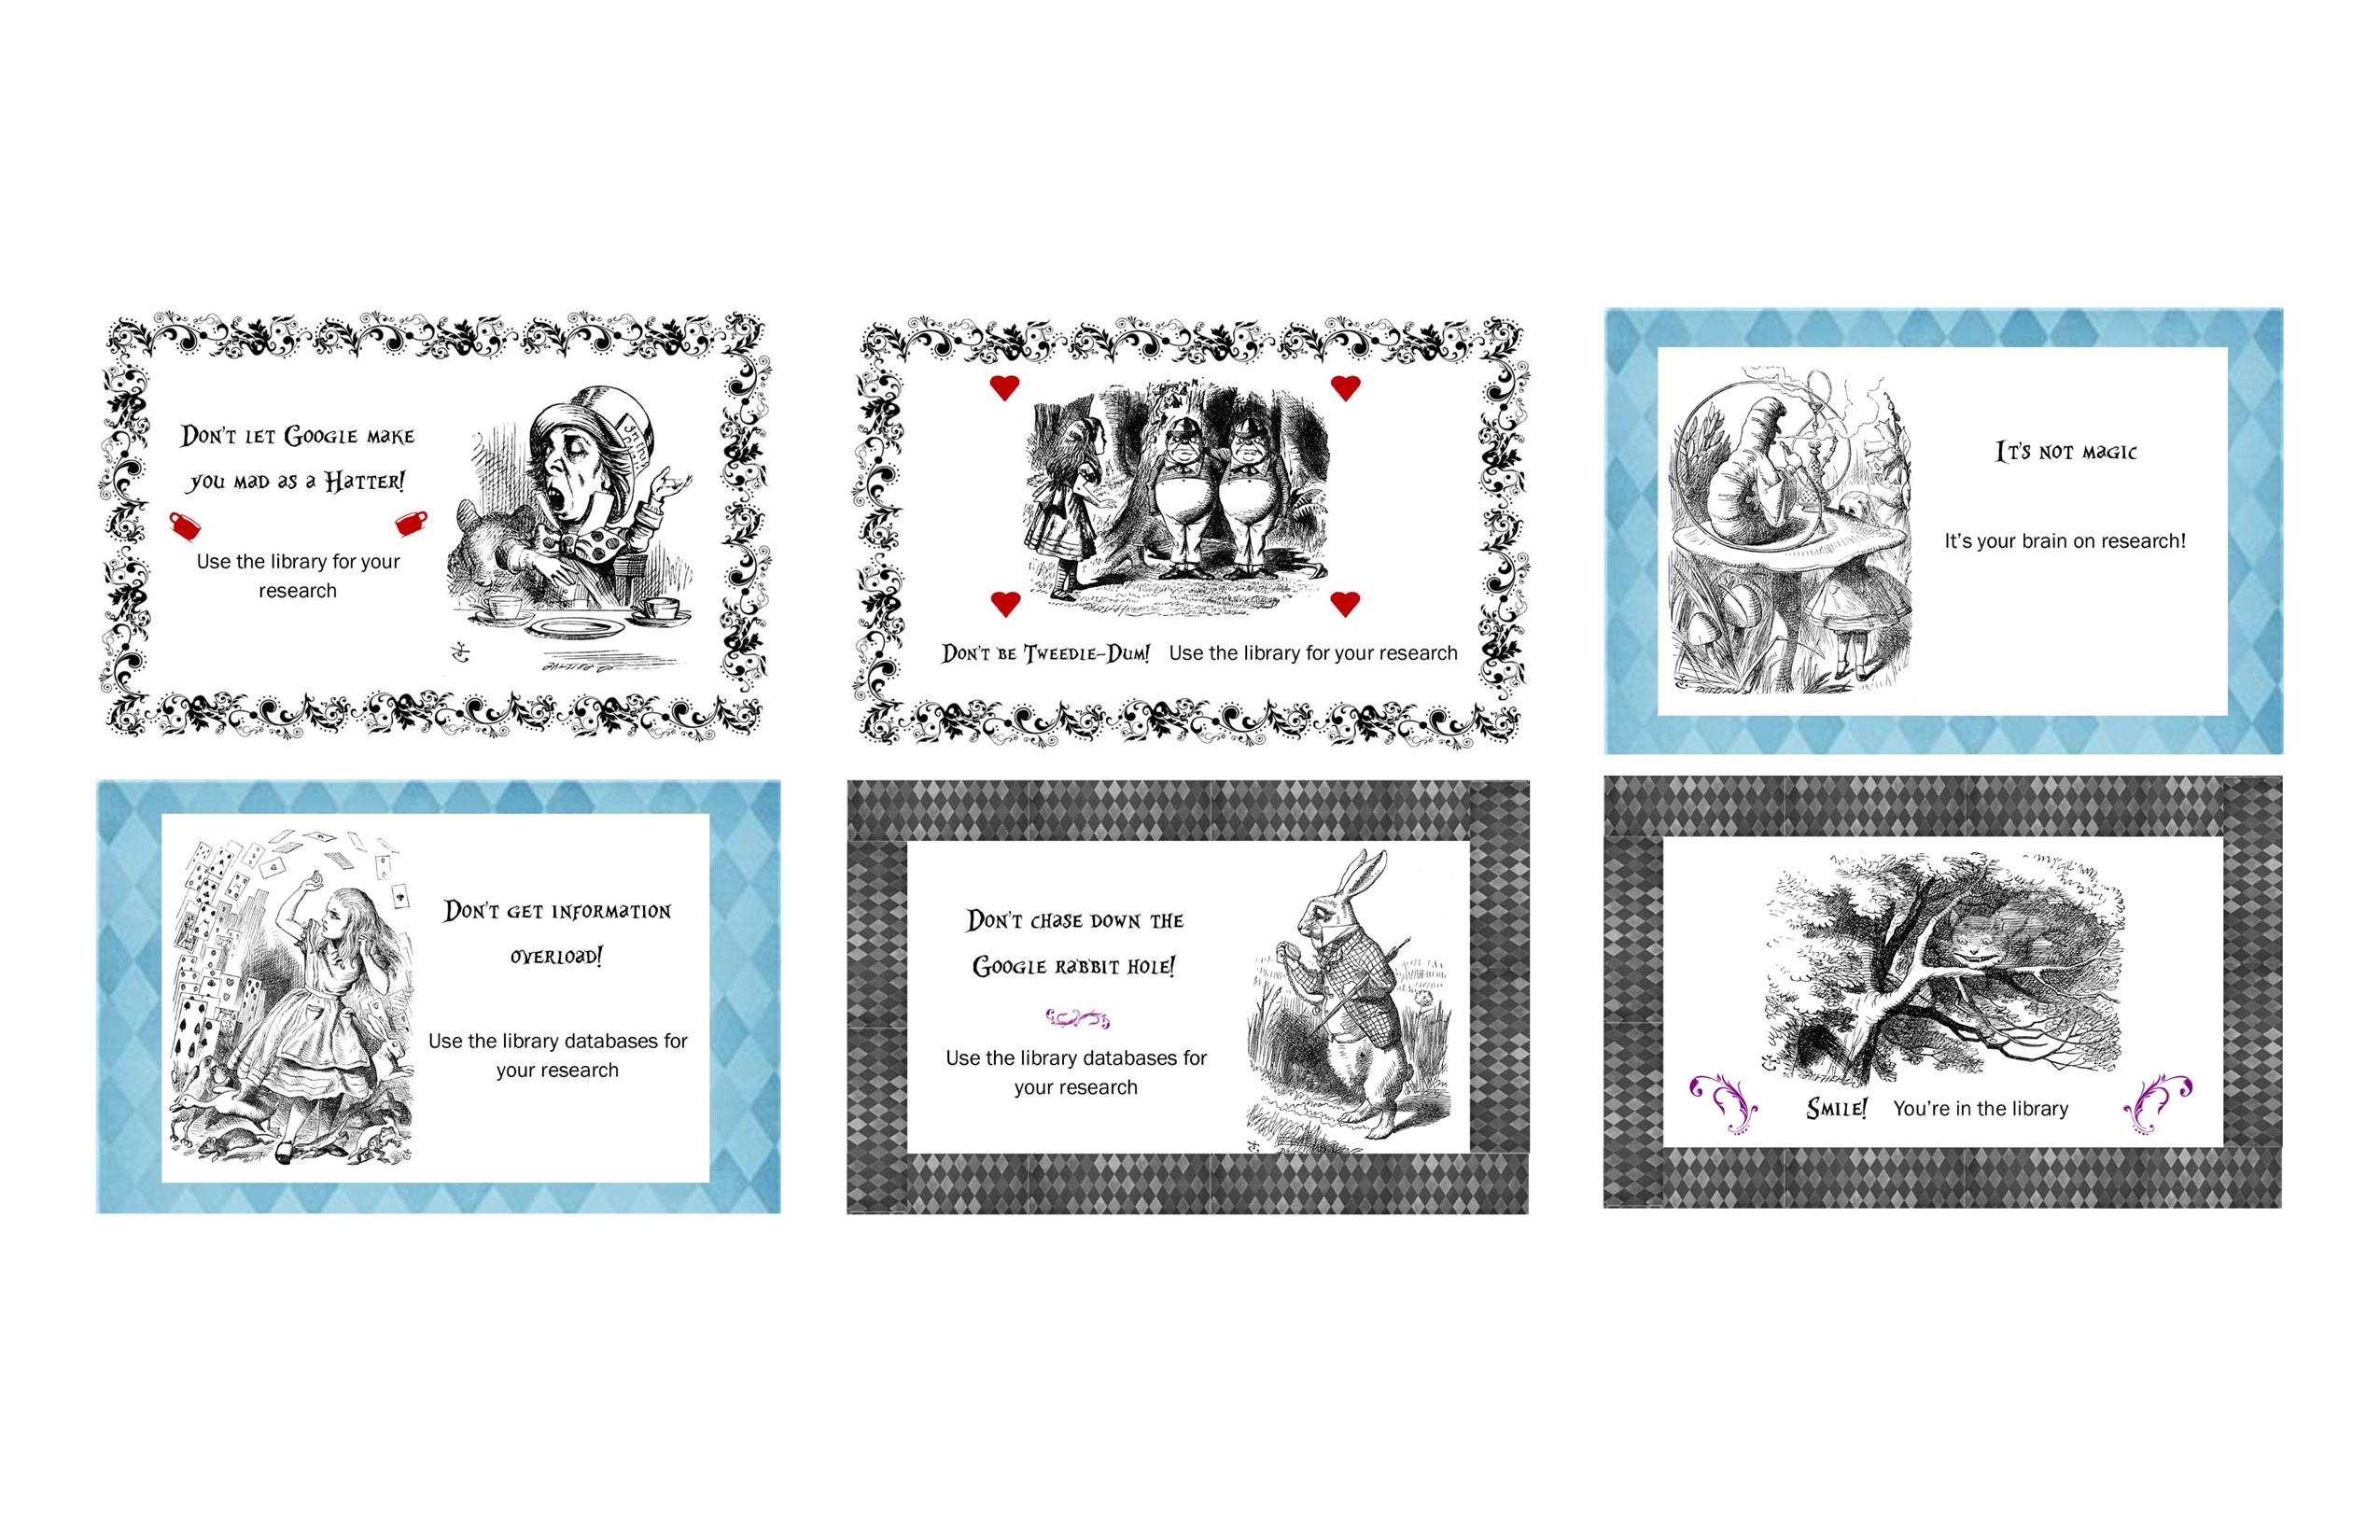 Don't let Google make
you mad as a Hatter!
Use the library for your
research
Don't be Tweedle-Dum! Use the library for your research
It's not magic
It's your brain on research!
Don't get information
overload!
Use the library databases for
your research
Don't chase down the
Google rabbit hole!
Use the library databases for
your research
Smile! You're in the library